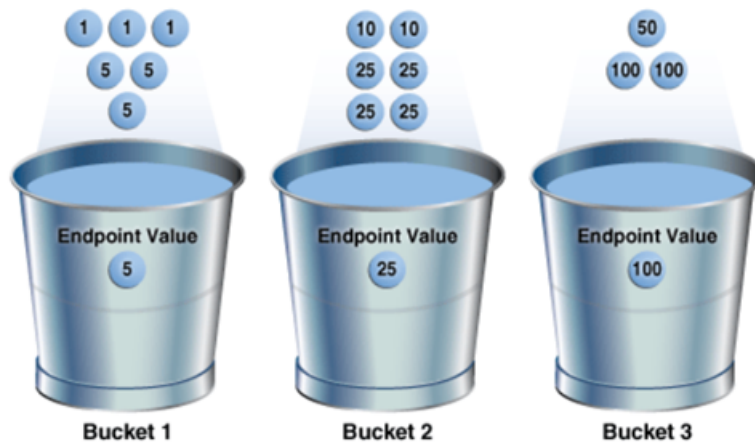 1 1 1 10 10 50
5 5 25 25 100 100
5 25 25
Endpoint Value Endpoint Value Endpoint Value
5 25 100
Bucket 1 Bucket 2 Bucket 3